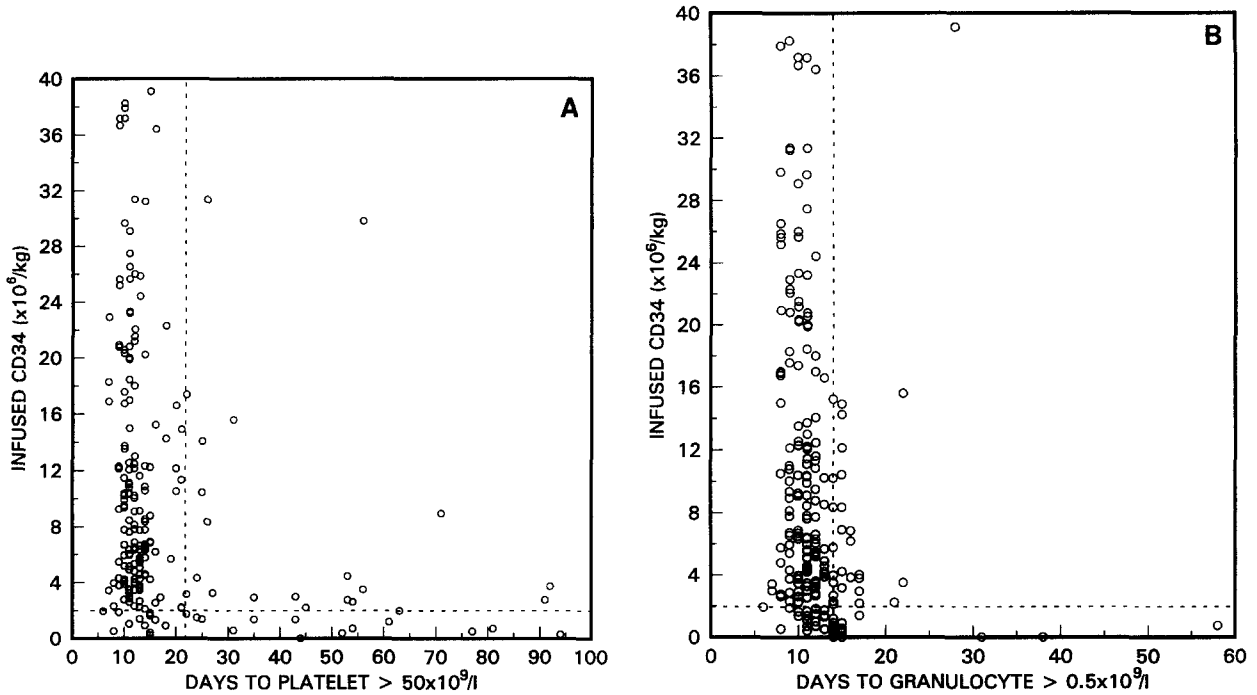 A
INFUSED CD34 (x10⁶/kg)
40
36
32
28
24
20
16
12
8
4
0
0 10 20 30 40 50 60 70 80 90 100
DAYS TO PLATELET > 50x10⁹/l
B
INFUSED CD34 (x10⁶/kg)
40
36
32
28
24
20
16
12
8
4
0
0 10 20 30 40 50 60
DAYS TO GRANULOCYTE > 0.5x10⁹/l